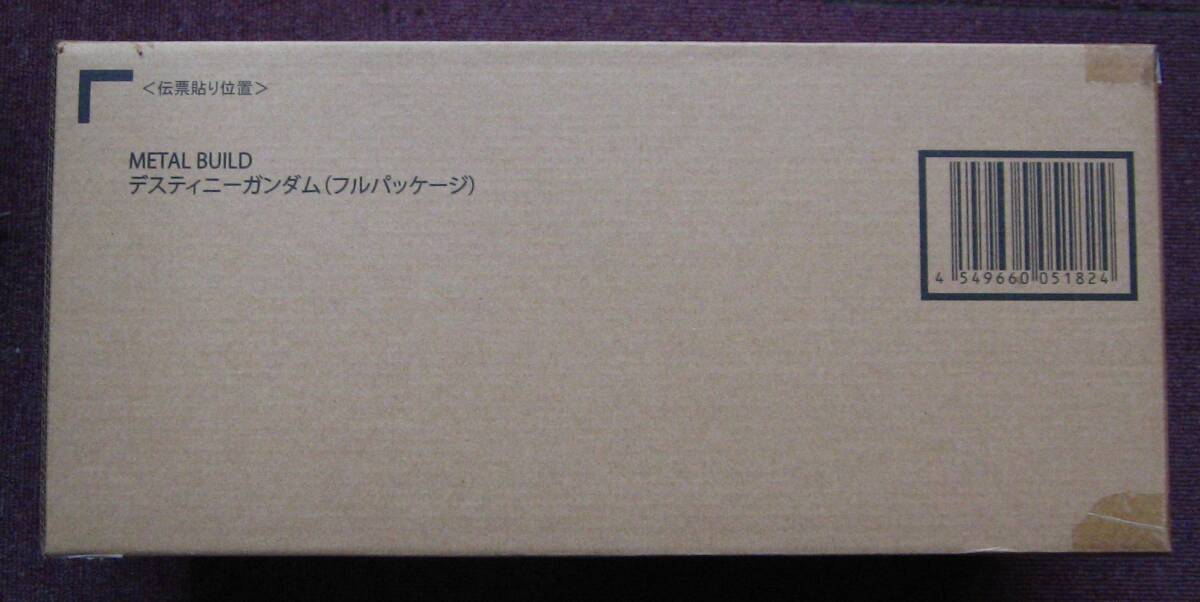 ＜伝票貼り位置＞
METAL BUILD
デスティニーガンダム（フルパッケージ）
4 549660 051824